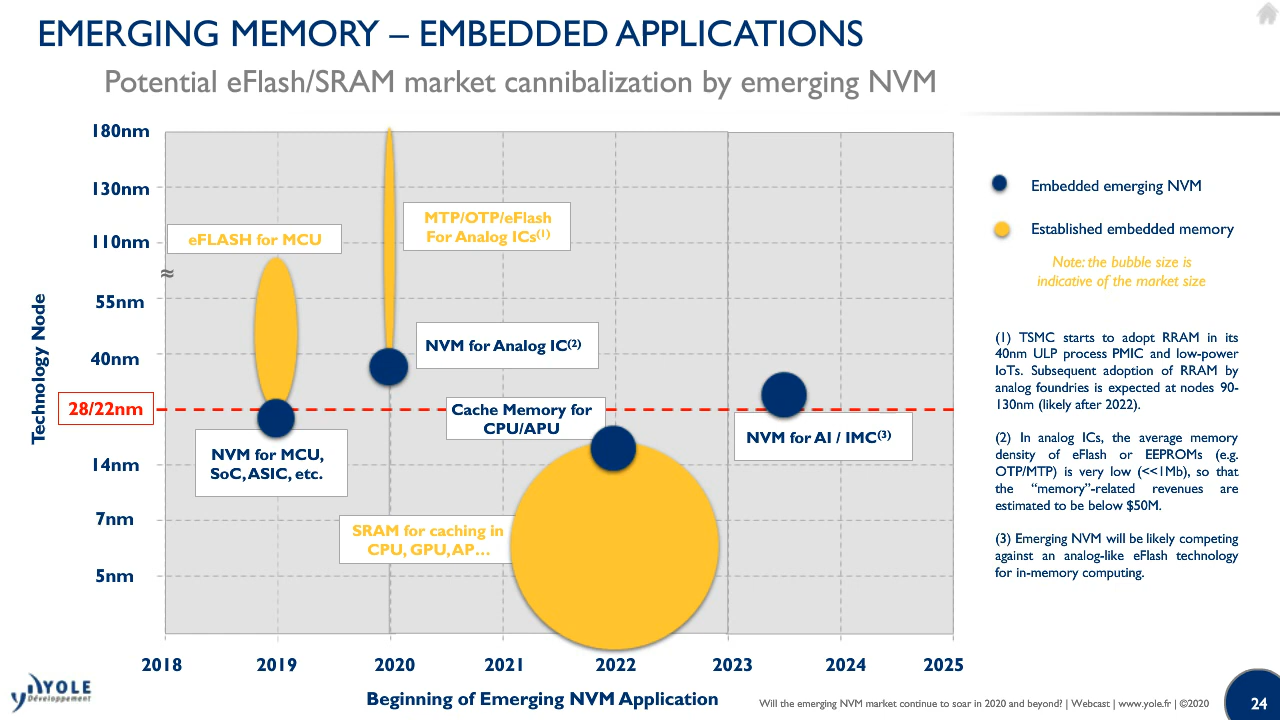 EMERGING MEMORY – EMBEDDED APPLICATIONS
Potential eFlash/SRAM market cannibalization by emerging NVM
180nm
130nm
110nm
≈
55nm
40nm
28/22nm
14nm
7nm
5nm
Technology Node
eFLASH for MCU
MTP/OTP/eFlash
For Analog ICs(1)
NVM for Analog IC(2)
Cache Memory for
CPU/APU
NVM for MCU,
SoC, ASIC, etc.
NVM for AI / IMC(3)
SRAM for caching in
CPU, GPU, AP…
2018 2019 2020 2021 2022 2023 2024 2025
Beginning of Emerging NVM Application
Embedded emerging NVM
Established embedded memory
Note: the bubble size is
indicative of the market size
(1) TSMC starts to adopt RRAM in its
40nm ULP process PMIC and low-power
IoTs. Subsequent adoption of RRAM by
analog foundries is expected at nodes 90-
130nm (likely after 2022).
(2) In analog ICs, the average memory
density of eFlash or EEPROMs (e.g.
OTP/MTP) is very low (<<1Mb), so that
the “memory”-related revenues are
estimated to be below $50M.
(3) Emerging NVM will be likely competing
against an analog-like eFlash technology
for in-memory computing.
YOLE
Développement
Will the emerging NVM market continue to soar in 2020 and beyond? | Webcast | www.yole.fr | ©2020
24